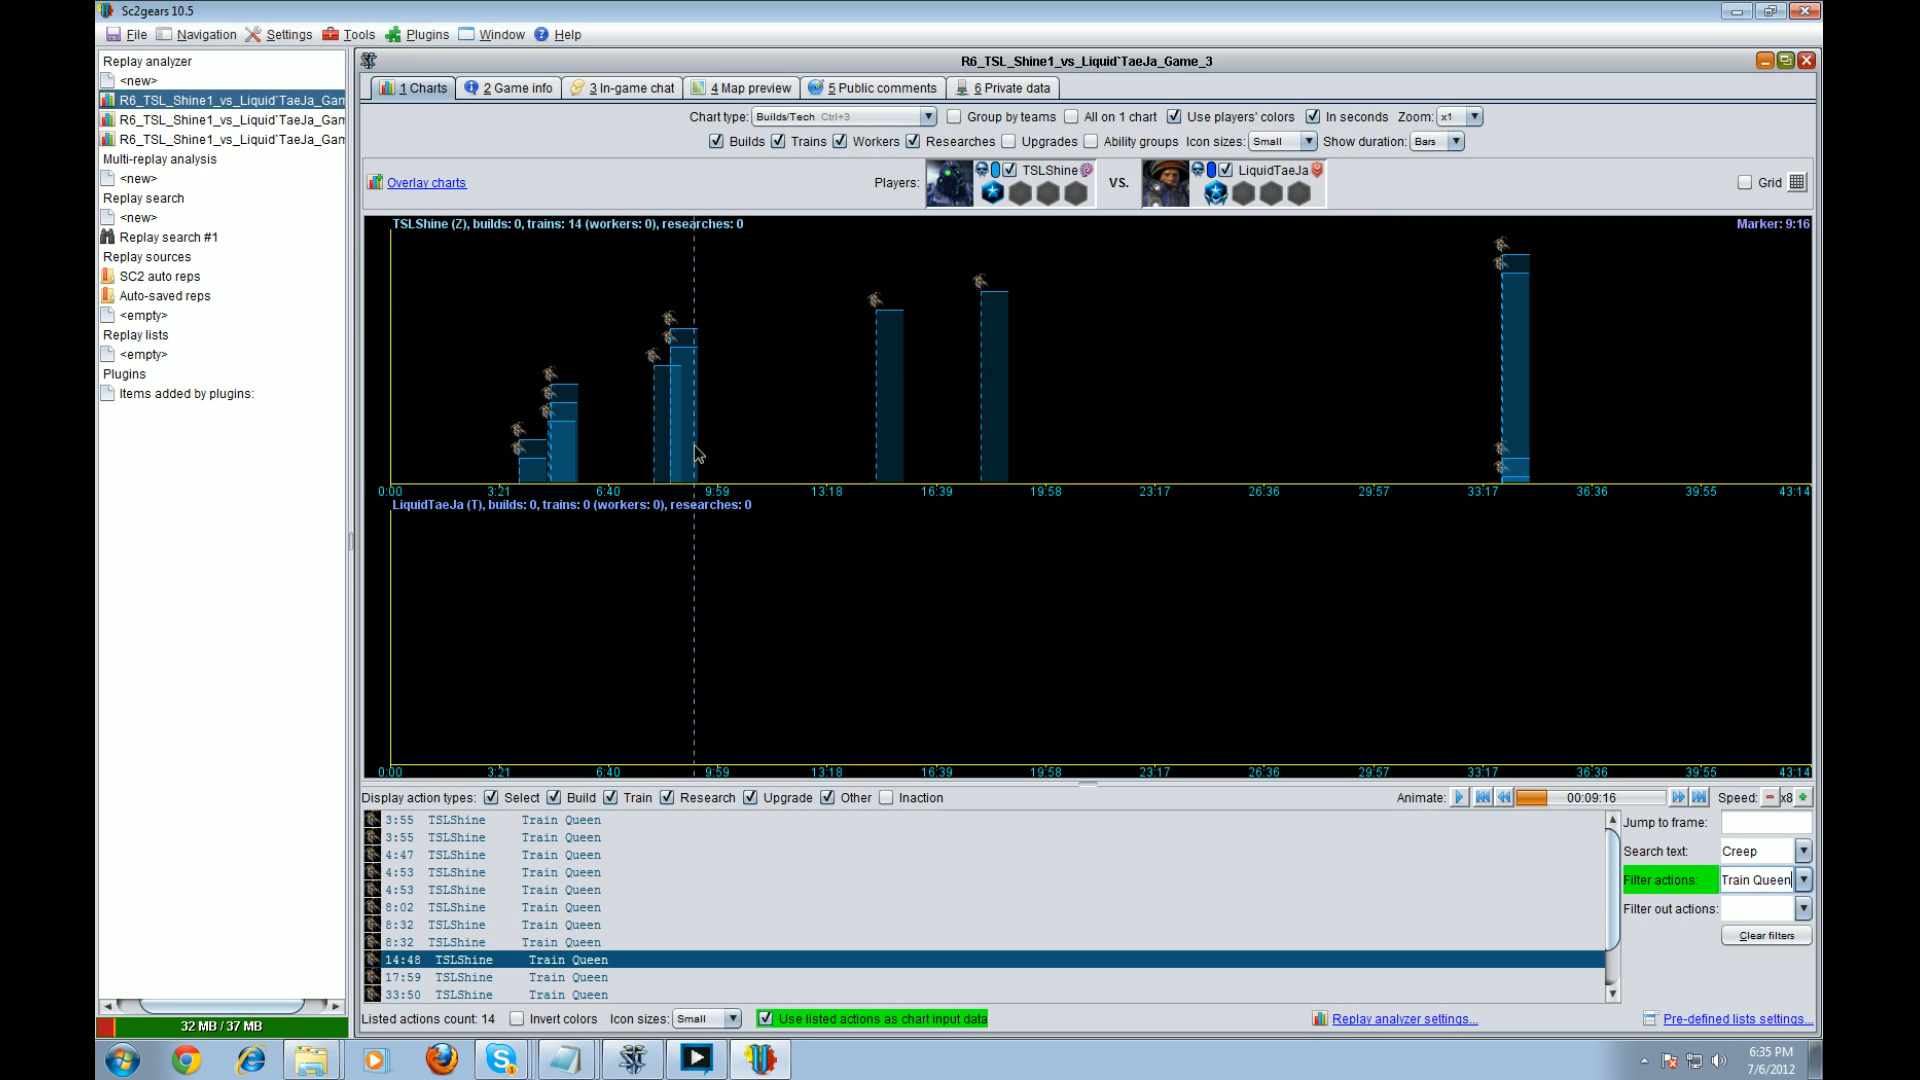 Sc2gears 10.5
File Navigation Settings Tools Plugins Window Help
Replay analyzer
<new>
R6_TSL_Shine1_vs_Liquid`TaeJa_Gam
R6_TSL_Shine1_vs_Liquid`TaeJa_Gam
R6_TSL_Shine1_vs_Liquid`TaeJa_Gam
Multi-replay analysis
<new>
Replay search
<new>
Replay search #1
Replay sources
SC2 auto reps
Auto-saved reps
<empty>
Replay lists
<empty>
Plugins
Items added by plugins:
32 MB / 37 MB
R6_TSL_Shine1_vs_Liquid`TaeJa_Game_3
1 Charts 2 Game info 3 In-game chat 4 Map preview 5 Public comments 6 Private data
Chart type: Builds/Tech Ctrl+3 Group by teams All on 1 chart Use players' colors In seconds Zoom: x1
Builds Trains Workers Researches Upgrades Ability groups Icon sizes: Small Show duration: Bars
Overlay charts Players: TSLShine VS. LiquidTaeJa Grid
TSLShine (Z), builds: 0, trains: 14 (workers: 0), researches: 0 Marker: 9:16
0:00 3:21 6:40 9:59 13:18 16:39 19:58 23:17 26:36 29:57 33:17 36:36 39:55 43:14
LiquidTaeJa (T), builds: 0, trains: 0 (workers: 0), researches: 0
0:00 3:21 6:40 9:59 13:18 16:39 19:58 23:17 26:36 29:57 33:17 36:36 39:55 43:14
Display action types: Select Build Train Research Upgrade Other Inaction Animate: 00:09:16 Speed: x8
3:55 TSLShine Train Queen
3:55 TSLShine Train Queen
4:47 TSLShine Train Queen
4:53 TSLShine Train Queen
4:53 TSLShine Train Queen
8:02 TSLShine Train Queen
8:32 TSLShine Train Queen
8:32 TSLShine Train Queen
14:48 TSLShine Train Queen
17:59 TSLShine Train Queen
33:50 TSLShine Train Queen
Jump to frame:
Search text: Creep
Filter actions: Train Queen
Filter out actions:
Clear filters
Listed actions count: 14 Invert colors Icon sizes: Small Use listed actions as chart input data Replay analyzer settings... Pre-defined lists settings...
6:35 PM
7/6/2012